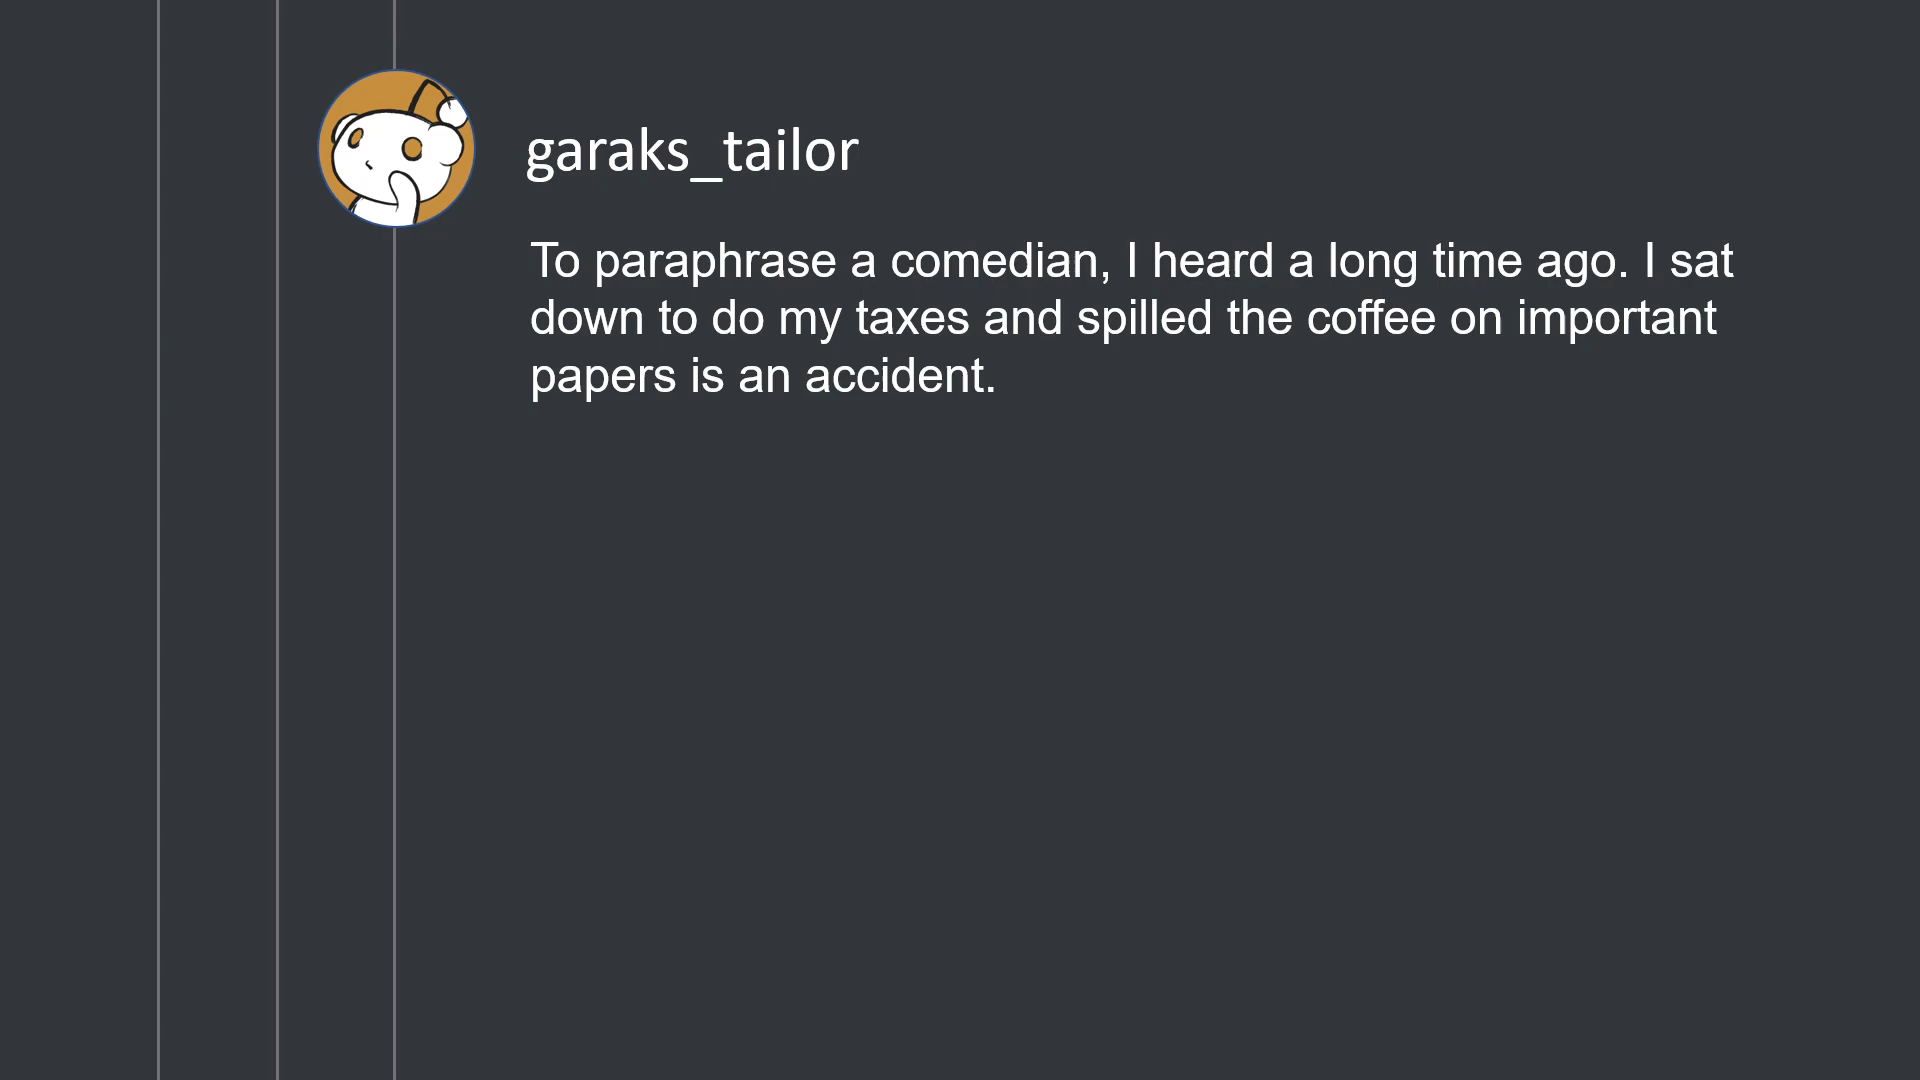 garaks_tailor
To paraphrase a comedian, I heard a long time ago. I sat
down to do my taxes and spilled the coffee on important
papers is an accident.